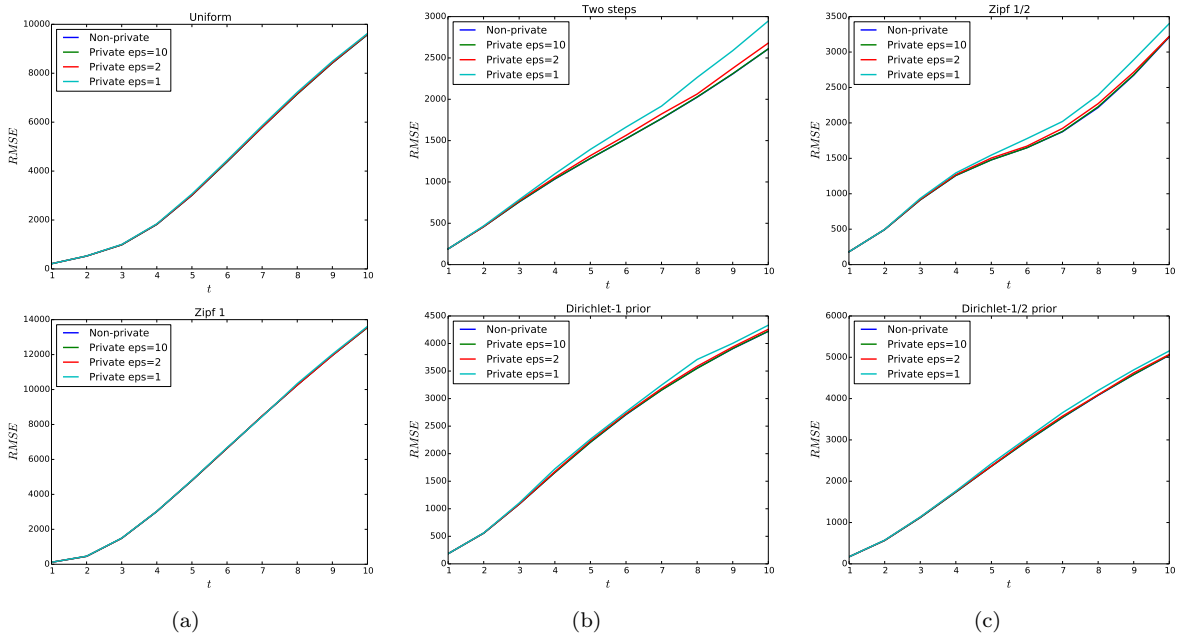 Uniform
Non-private
Private eps=10
Private eps=2
Private eps=1
RMSE
10000
8000
6000
4000
2000
0
1 2 3 4 5 6 7 8 9 10
t
Two steps
Non-private
Private eps=10
Private eps=2
Private eps=1
RMSE
3000
2500
2000
1500
1000
500
0
1 2 3 4 5 6 7 8 9 10
t
Zipf 1/2
Non-private
Private eps=10
Private eps=2
Private eps=1
RMSE
3500
3000
2500
2000
1500
1000
500
0
1 2 3 4 5 6 7 8 9 10
t
Zipf 1
Non-private
Private eps=10
Private eps=2
Private eps=1
RMSE
14000
12000
10000
8000
6000
4000
2000
0
1 2 3 4 5 6 7 8 9 10
t
Dirichlet-1 prior
Non-private
Private eps=10
Private eps=2
Private eps=1
RMSE
4500
4000
3500
3000
2500
2000
1500
1000
500
0
1 2 3 4 5 6 7 8 9 10
t
Dirichlet-1/2 prior
Non-private
Private eps=10
Private eps=2
Private eps=1
RMSE
6000
5000
4000
3000
2000
1000
0
1 2 3 4 5 6 7 8 9 10
t
(a)
(b)
(c)